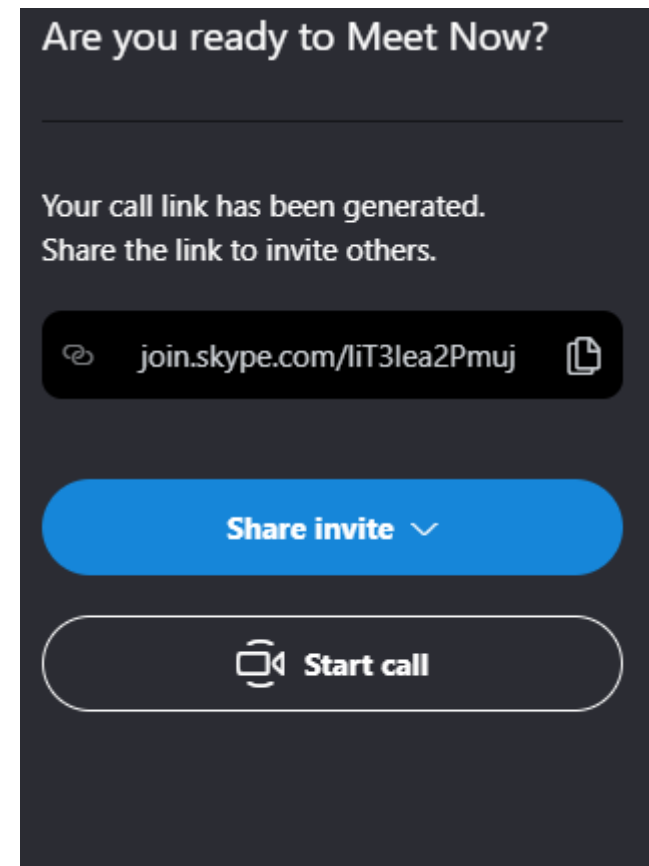 Are you ready to Meet Now?
Your call link has been generated.
Share the link to invite others.
join.skype.com/liT3lea2Pmuj
Share invite
Start call